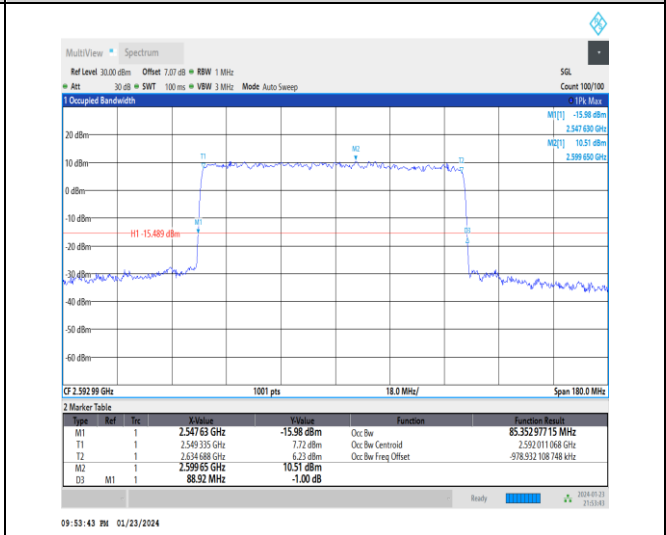 MultiView Spectrum
Ref Level 30.00 dBm Offset 7.07 dB RBW 1 MHz SGL
Att 30 dB SWT 100 ms VBW 3 MHz Mode Auto Sweep Count 100/100
1 Occupied Bandwidth 1Pk Max
M1[1] -15.98 dBm
2.547 630 GHz
20 dBm
M2[1] 10.51 dBm
M2
T1 T2
2.599 650 GHz
10 dBm
0 dBm
-10 dBm
M1
D3
H1 -15.489 dBm
-20 dBm
-30 dBm
-40 dBm
-50 dBm
-60 dBm
CF 2.592 99 GHz 1001 pts 18.0 MHz/ Span 180.0 MHz
2 Marker Table
Type Ref Trc X-Value Y-Value Function Function Result
M1 1 2.547 63 GHz -15.98 dBm Occ Bw 85.352 977 15 MHz
T1 1 2.549 335 GHz 7.72 dBm Occ Bw Centroid 2.592 011 068 GHz
T2 1 2.634 688 GHz 6.23 dBm Occ Bw Freq Offset -978.932 108 748 kHz
M2 1 2.599 65 GHz 10.51 dBm
D3 M1 1 88.92 MHz -1.00 dB
Ready 2024-01-23
21:53:43
09:53:43 PM 01/23/2024